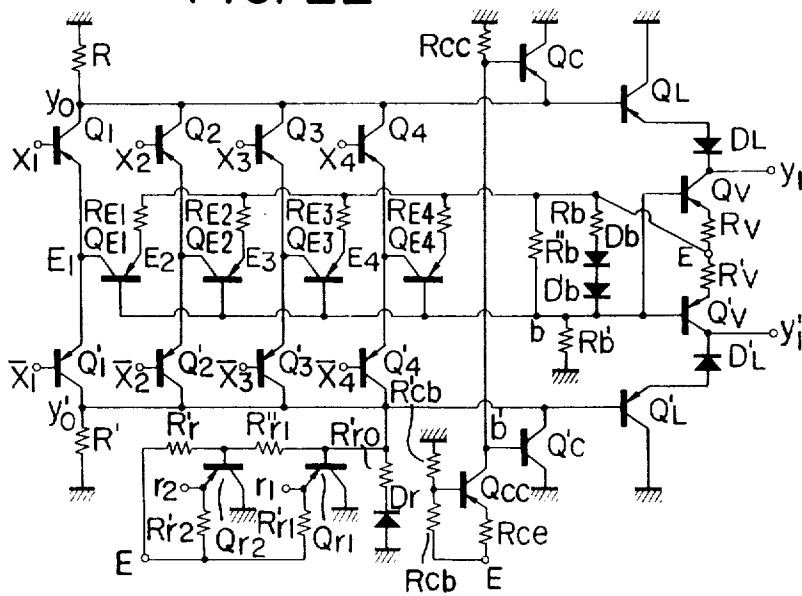 FIG. 22
R Rcc Qc
y0 Q1 Q2 Q3 Q4 QL
X1 X2 X3 X4 DL
y1
RE1 RE2 RE3 RE4 Rb Db QV
QE1 QE2 QE3 QE4 R"b RV
E1 E2 E3 E4 D'b E R'V
b R'b Q'V
y'1
X̄1 Q'1 X̄2 Q'2 X̄3 Q'3 X̄4 Q'4 D'L
y'0 R'cb Q'L
R' R'r R"r1 R'r0 b' Q'c
r2 r1 Dr Qcc
R'r2 Qr2 R'r1 Qr1 Rce
E Rcb E